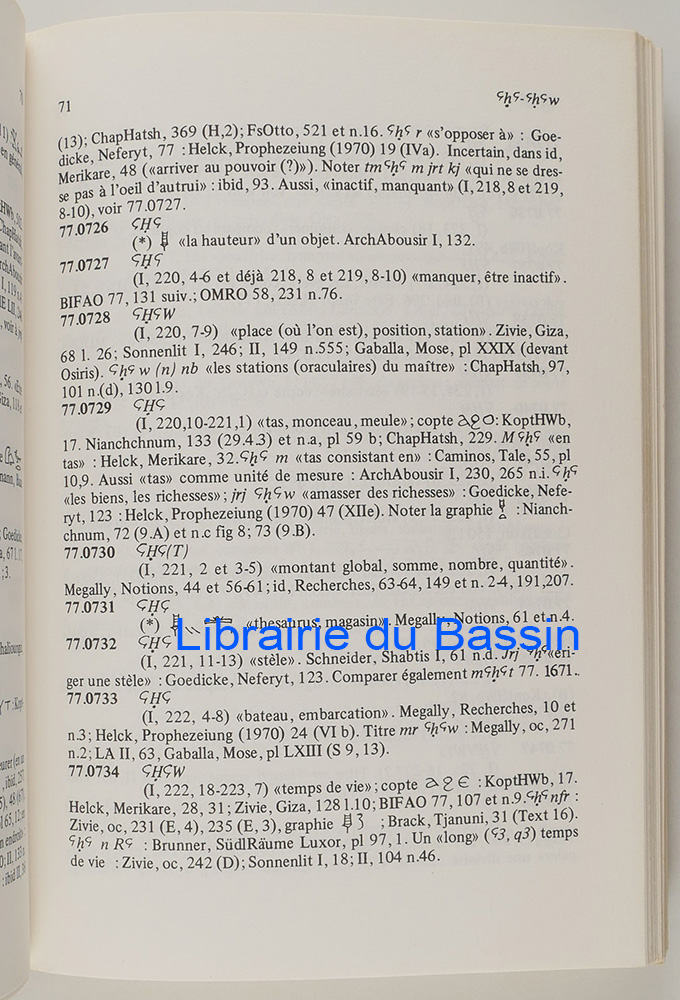 71 ꜥḥꜥ-ꜥḥꜥw
(13); ChapHatsh, 369 (H,2); FsOtto, 521 et n.16. ꜥḥꜥ r «s'opposer à» : Goe-
dicke, Neferyt, 77 : Helck, Prophezeiung (1970) 19 (IVa). Incertain, dans id,
Merikare, 48 («arriver au pouvoir (?)»). Noter tmꜥḥꜥ m jrt kj «qui ne se dres-
se pas à l'oeil d'autrui» : ibid, 93. Aussi, «inactif, manquant» (I,218,8 et 219,
8-10), voir 77.0727.
77.0726 ꜤḤꜤ
(*) 𓊢 «la hauteur» d'un objet. ArchAbousir I, 132.
77.0727 ꜤḤꜤ
(I, 220, 4-6 et déjà 218, 8 et 219, 8-10) «manquer, être inactif».
BIFAO 77, 131 suiv.; OMRO 58, 231 n.76.
77.0728 ꜤḤꜤW
(I, 220, 7-9) «place (où l'on est), position, station». Zivie, Giza,
68 l. 26; Sonnenlit I, 246; II, 149 n.555; Gaballa, Mose, pl XXIX (devant
Osiris). ꜥḥꜥ w (n) nb «les stations (oraculaires) du maître» : ChapHatsh, 97,
101 n.(d), 130 l.9.
77.0729 ꜤḤꜤ
(I, 220,10-221,1) «tas, monceau, meule»; copte ⲁϩⲟ: KoptHWb,
17. Nianchchnum, 133 (29.4.3) et n.a, pl 59 b; ChapHatsh, 229. M ꜥḥꜥ «en
tas» : Helck, Merikare, 32. ꜥḥꜥ m «tas consistant en» : Caminos, Tale, 55, pl
10,9. Aussi «tas» comme unité de mesure : ArchAbousir I, 230, 265 n.i. ꜥḥꜥ
«les biens, les richesses»; jrj ꜥḥꜥw «amasser des richesses» : Goedicke, Nefe-
ryt, 123 : Helck, Prophezeiung (1970) 47 (XIIe). Noter la graphie : Nianch-
chnum, 72 (9.A) et n.c fig 8; 73 (9.B).
77.0730 ꜤḤꜤ(T)
(I, 221, 2 et 3-5) «montant global, somme, nombre, quantité».
Megally, Notions, 44 et 56-61; id, Recherches, 63-64, 149 et n. 2-4, 191,207.
77.0731 ꜤḤꜤ
(*) 𓊢 «thesaurus, magasin». Megally, Notions, 61 et n.4.
Librairie du Bassin
77.0732 ꜤḤꜤ
(I, 221, 11-13) «stèle». Schneider, Shabtis I, 61 n.d. Jrj ꜥḥꜥ «éri-
ger une stèle» : Goedicke, Neferyt, 123. Comparer également mꜥḥꜥt 77. 1671.
77.0733 ꜤḤꜤ
(I, 222, 4-8) «bateau, embarcation». Megally, Recherches, 10 et
n.3; Helck, Prophezeiung (1970) 24 (VI b). Titre mr ꜥḥꜥw : Megally, oc, 271
n.2; LA II, 63, Gaballa, Mose, pl LXIII (S 9, 13).
77.0734 ꜤḤꜤW
(I, 222, 18-223, 7) «temps de vie»; copte ⲁϩⲉ : KoptHWb, 17.
Helck, Merikare, 28, 31; Zivie, Giza, 128 l.10; BIFAO 77, 107 et n.9. ꜥḥꜥ nfr :
Zivie, oc, 231 (E, 4), 235 (E, 3), graphie ; Brack, Tjanuni, 31 (Text 16).
ꜥḥꜥ n Rꜥ : Brunner, SüdlRäume Luxor, pl 97, 1. Un «long» (ꜥꜣ, qꜣ) temps
de vie : Zivie, oc, 242 (D); Sonnenlit I, 18; II, 104 n.46.